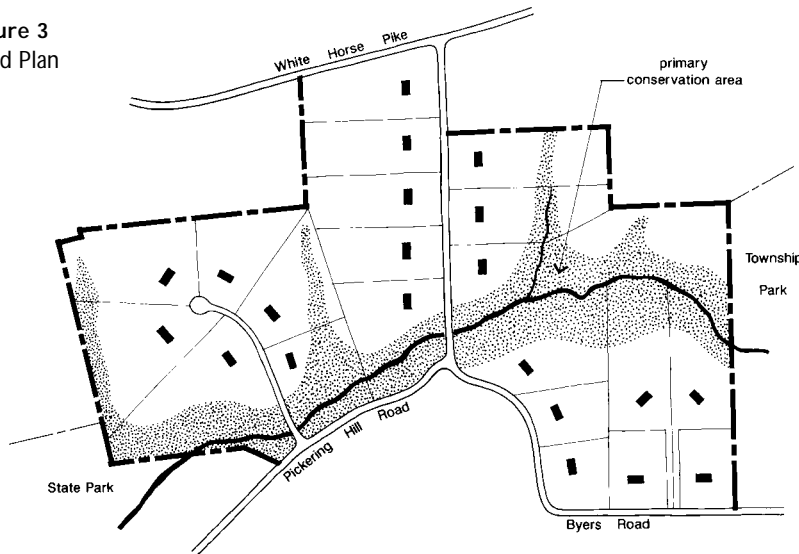 ure 3
d Plan
White Horse Pike
primary
conservation area
Township
Park
Pickering Hill Road
State Park
Byers Road